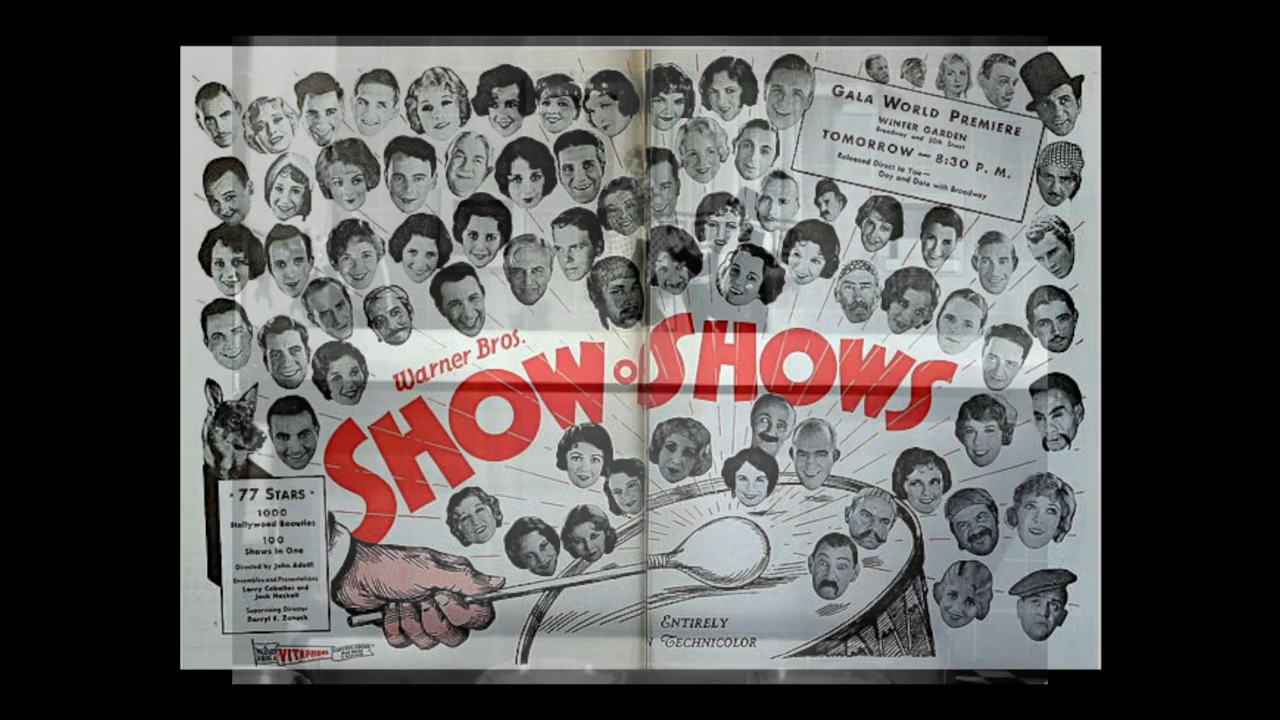 GALA WORLD PREMIERE
WINTER GARDEN
Broadway and 50th Street
TOMORROW — 8:30 P. M.
Released Direct to You—
Day and Date with Broadway
Warner Bros.
SHOW OF SHOWS
77 STARS
1000
Hollywood Beauties
100
Shows in One
Directed by John Adolfi
Ensembles and Presentations
Larry Ceballos and
Jack Haskell
Supervising Director
Darryl F. Zanuck
ENTIRELY
TECHNICOLOR
VITAPHONE